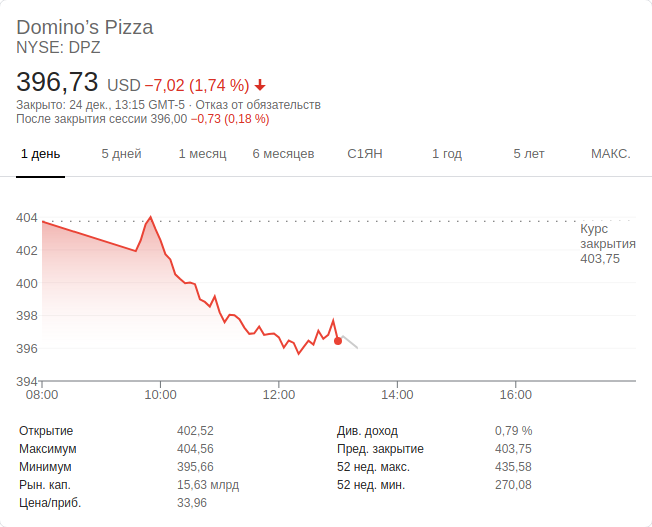 Domino’s Pizza
NYSE: DPZ
396,73 USD −7,02 (1,74 %)
Закрыто: 24 дек., 13:15 GMT-5 · Отказ от обязательств
После закрытия сессии 396,00 −0,73 (0,18 %)
1 день 5 дней 1 месяц 6 месяцев С1ЯН 1 год 5 лет МАКС.
404
Курс
закрытия
403,75
402
400
398
396
394
08:00 10:00 12:00 14:00 16:00
Открытие 402,52 Див. доход 0,79 %
Максимум 404,56 Пред. закрытие 403,75
Минимум 395,66 52 нед. макс. 435,58
Рын. кап. 15,63 млрд 52 нед. мин. 270,08
Цена/приб. 33,96